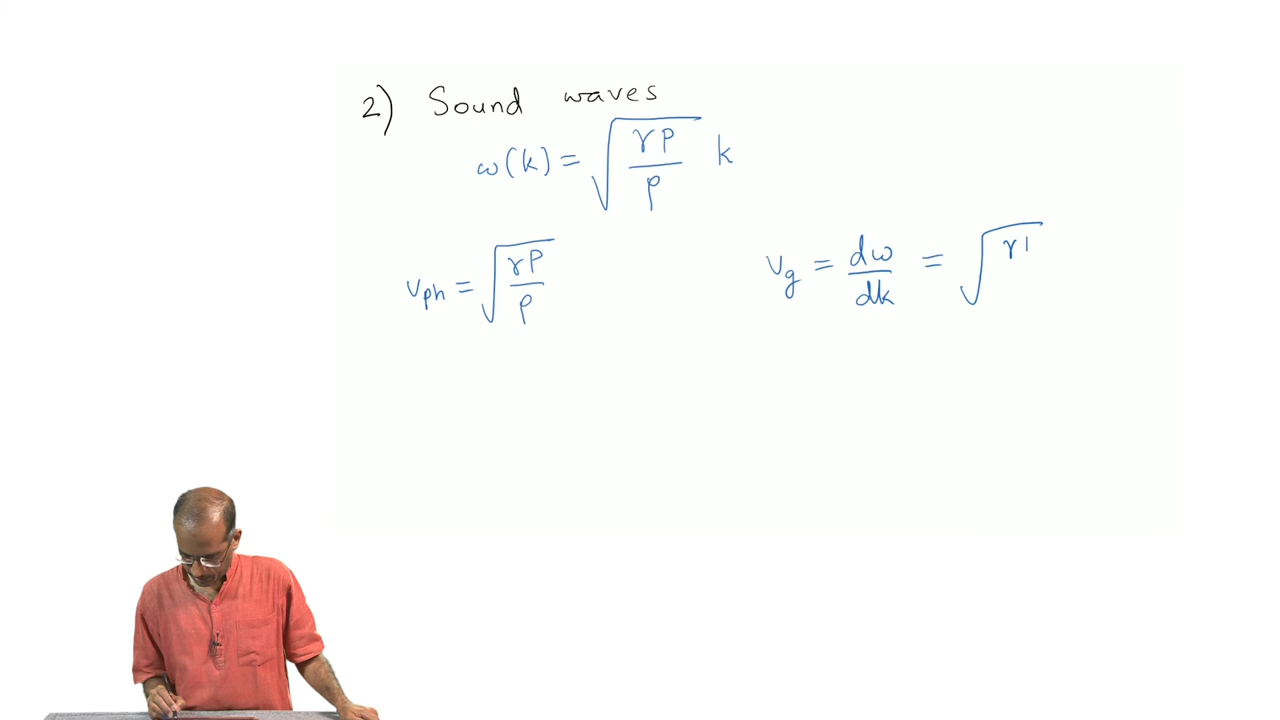 2) Sound waves
ω(k) = √(γP/ρ) k
v_ph = √(γP/ρ)
v_g = dω/dk = √(γ